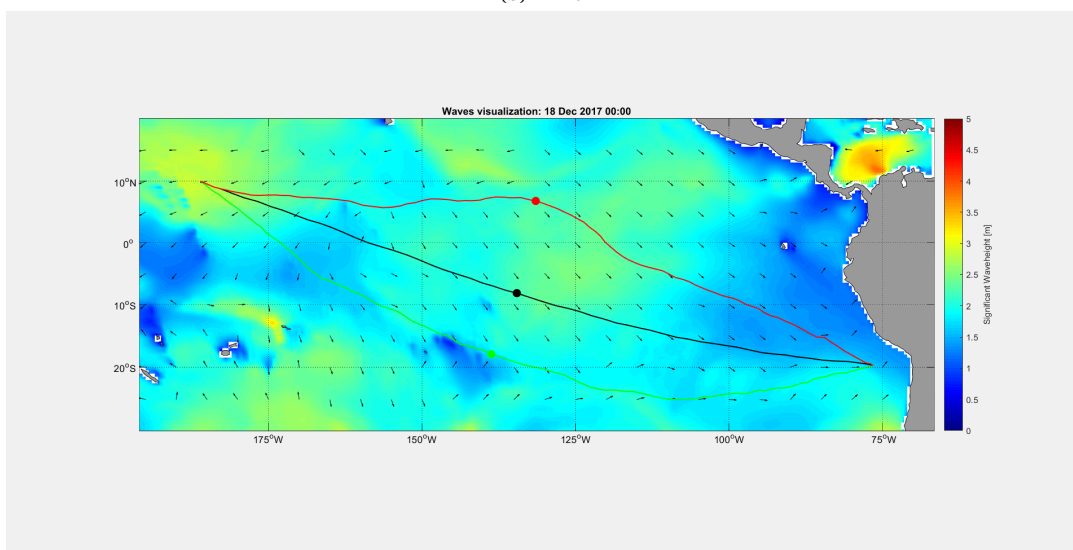 Waves visualization: 18 Dec 2017 00:00
10°N
0°
10°S
20°S
175°W
150°W
125°W
100°W
75°W
5
4.5
4
3.5
3
2.5
2
1.5
1
0.5
0
Significant Waveheight [m]